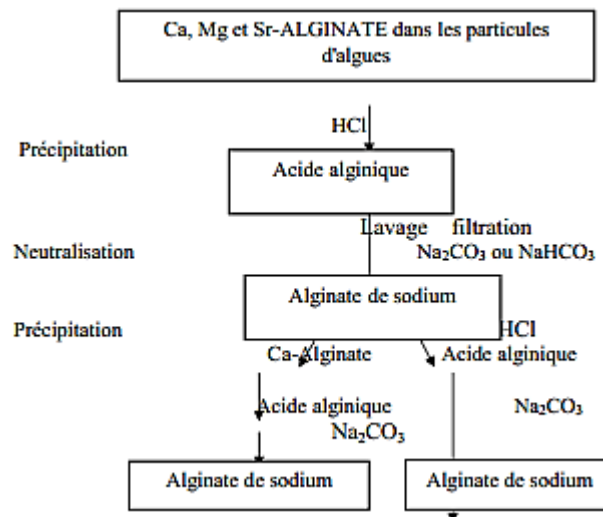 Ca, Mg et Sr-ALGINATE dans les particules
d'algues
HCl
Précipitation
Acide alginique
Lavage filtration
Neutralisation
Na₂CO₃ ou NaHCO₃
Alginate de sodium
Précipitation
HCl
Ca-Alginate
Acide alginique
Acide alginique
Na₂CO₃
Na₂CO₃
Alginate de sodium
Alginate de sodium